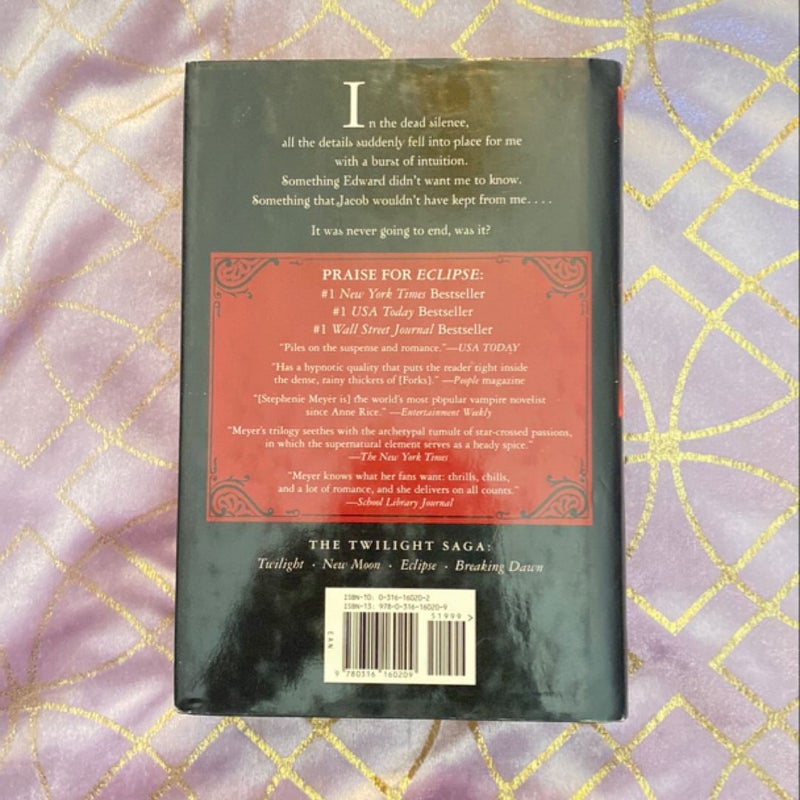 In the dead silence,
all the details suddenly fell into place for me
with a burst of intuition.
Something Edward didn't want me to know.
Something that Jacob wouldn't have kept from me. . . .
It was never going to end, was it?
PRAISE FOR ECLIPSE:
#1 New York Times Bestseller
#1 USA Today Bestseller
#1 Wall Street Journal Bestseller
"Piles on the suspense and romance."—USA TODAY
"Has a hypnotic quality that puts the reader right inside
the dense, rainy thickets of [Forks]." —People magazine
"[Stephenie Meyer is] the world's most popular vampire novelist
since Anne Rice." —Entertainment Weekly
"Meyer's trilogy seethes with the archetypal tumult of star-crossed passions,
in which the supernatural element serves as a heady spice."
—The New York Times
"Meyer knows what her fans want: thrills, chills,
and a lot of romance, and she delivers on all counts."
—School Library Journal
THE TWILIGHT SAGA:
Twilight · New Moon · Eclipse · Breaking Dawn
ISBN-10: 0-316-16020-2
ISBN-13: 978-0-316-16020-9
51999>
EAN
9 780316 160209